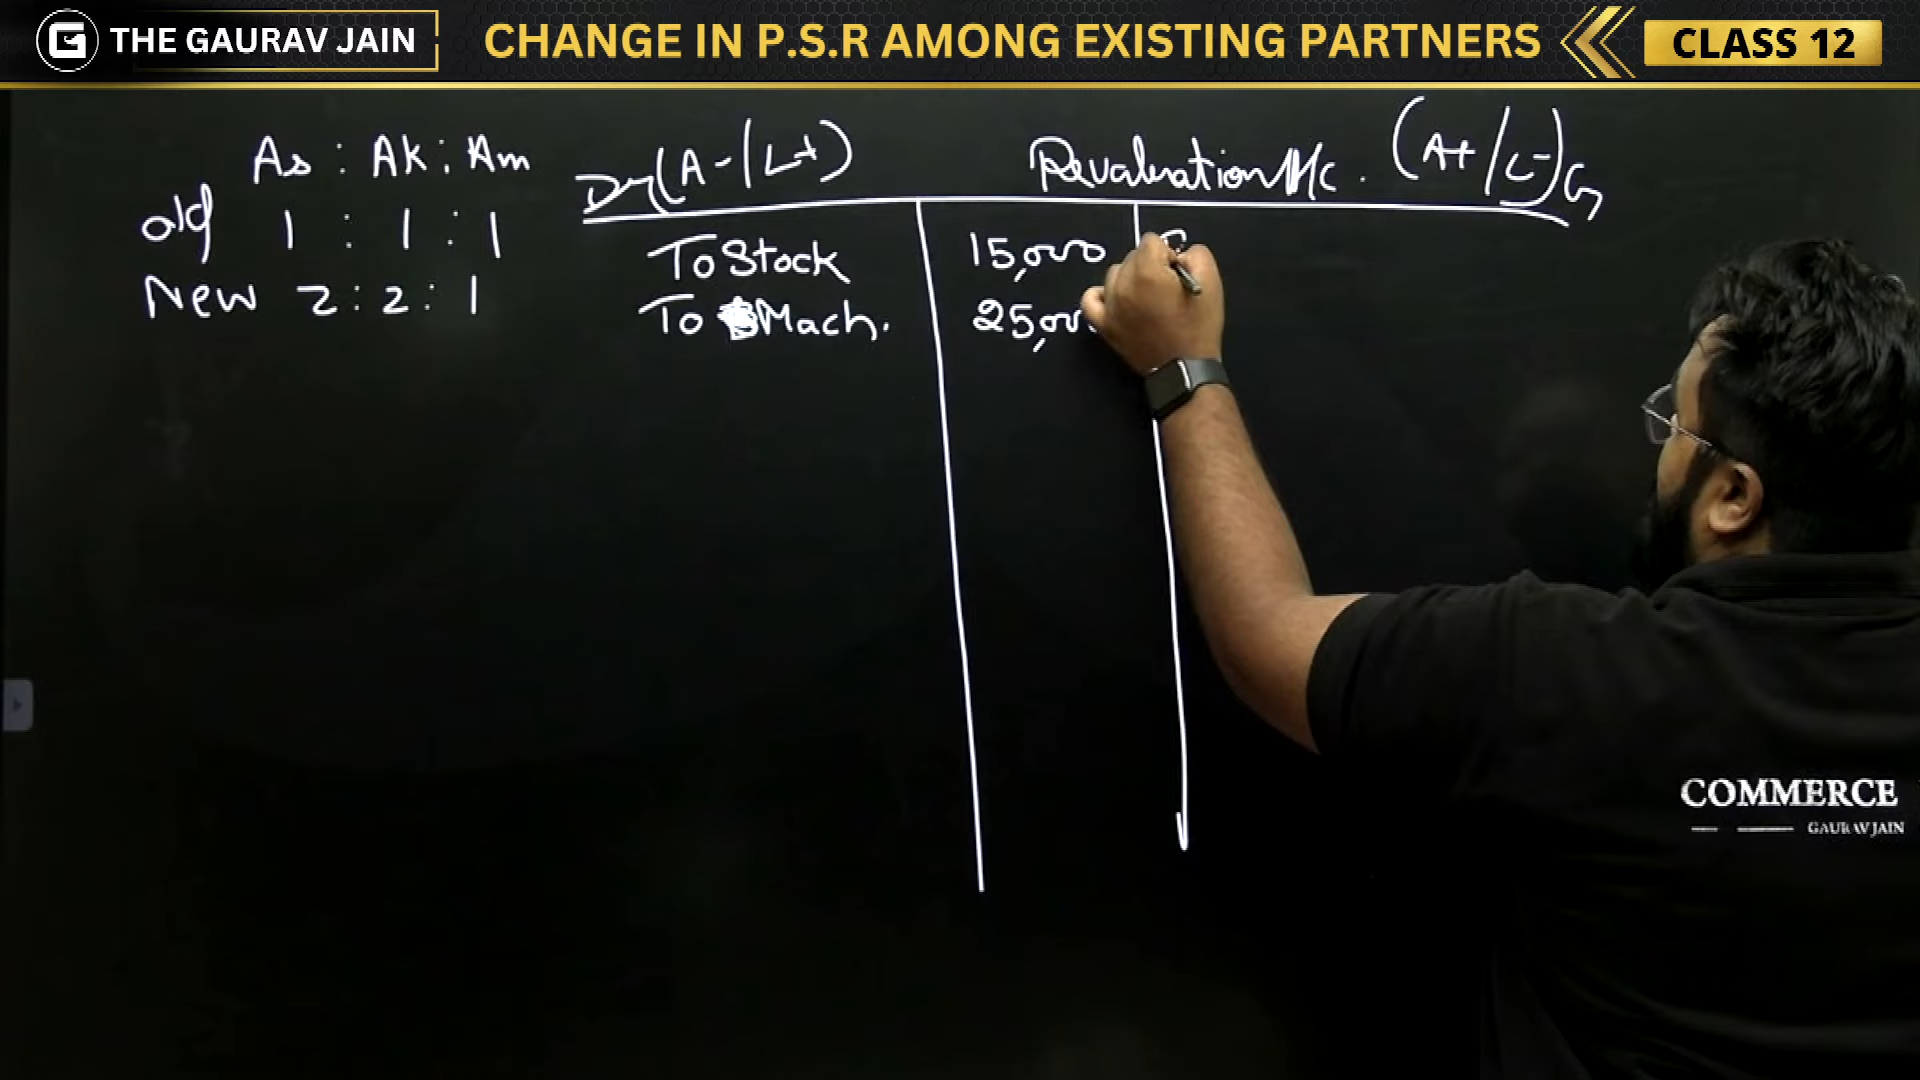 THE GAURAV JAIN
CHANGE IN P.S.R AMONG EXISTING PARTNERS
CLASS 12
As : Ak : Am
old 1 : 1 : 1
New 2 : 2 : 1
Dr (A-/L+) Revaluation A/c. (A+/L-) Cr
To Stock 15,000
To Mach.
COMMERCE
GAURAV JAIN